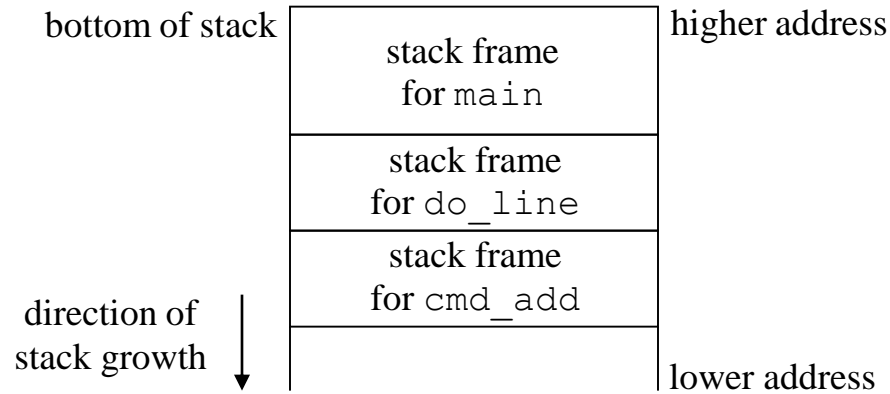 bottom of stack
higher address
stack frame
for main
stack frame
for do_line
stack frame
for cmd_add
direction of
stack growth
lower address